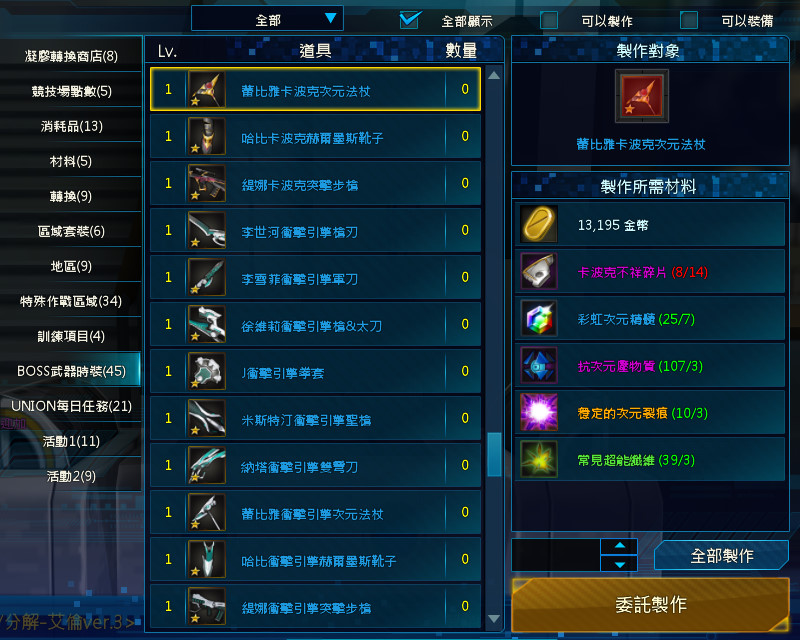 全部
全部顯示
可以製作
可以裝備
凝膠轉換商店(8)
競技場點數(5)
消耗品(13)
材料(5)
轉換(9)
區域套裝(6)
地區(9)
特殊作戰區域(34)
訓練項目(4)
BOSS武器時裝(45)
UNION每日任務(21)
活動1(11)
活動2(9)
Lv. 道具 數量
1 蕾比雅卡波克次元法杖 0
1 哈比卡波克赫爾墨斯靴子 0
1 緹娜卡波克突擊步槍 0
1 李世河衝擊引擎槍刃 0
1 李雪菲衝擊引擎軍刀 0
1 徐維莉衝擊引擎槍&太刀 0
1 J衝擊引擎拳套 0
1 米斯特汀衝擊引擎聖槍 0
1 納塔衝擊引擎雙彎刀 0
1 蕾比雅衝擊引擎次元法杖 0
1 哈比衝擊引擎赫爾墨斯靴子 0
1 緹娜衝擊引擎突擊步槍 0
製作對象
蕾比雅卡波克次元法杖
製作所需材料
13,195 金幣
卡波克不祥碎片 (8/14)
彩虹次元精髓 (25/7)
抗次元塵物質 (107/3)
穩定的次元裂痕 (10/3)
常見超能纖維 (39/3)
全部製作
委託製作
/分解-艾倫ver.3>